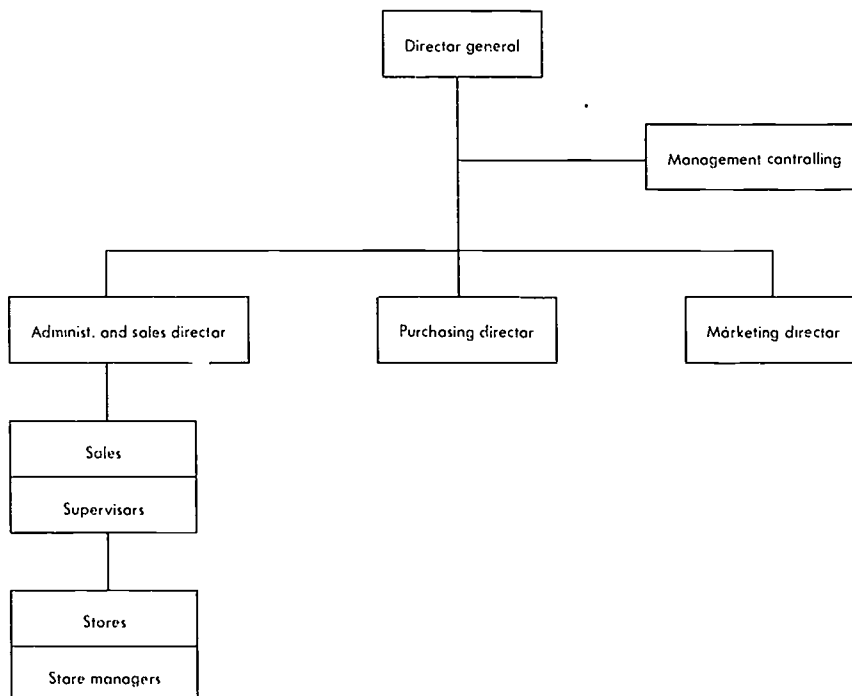 Director general
Management controlling
Administ. and sales director
Purchasing director
Marketing director
Sales
Supervisors
Stores
Store managers